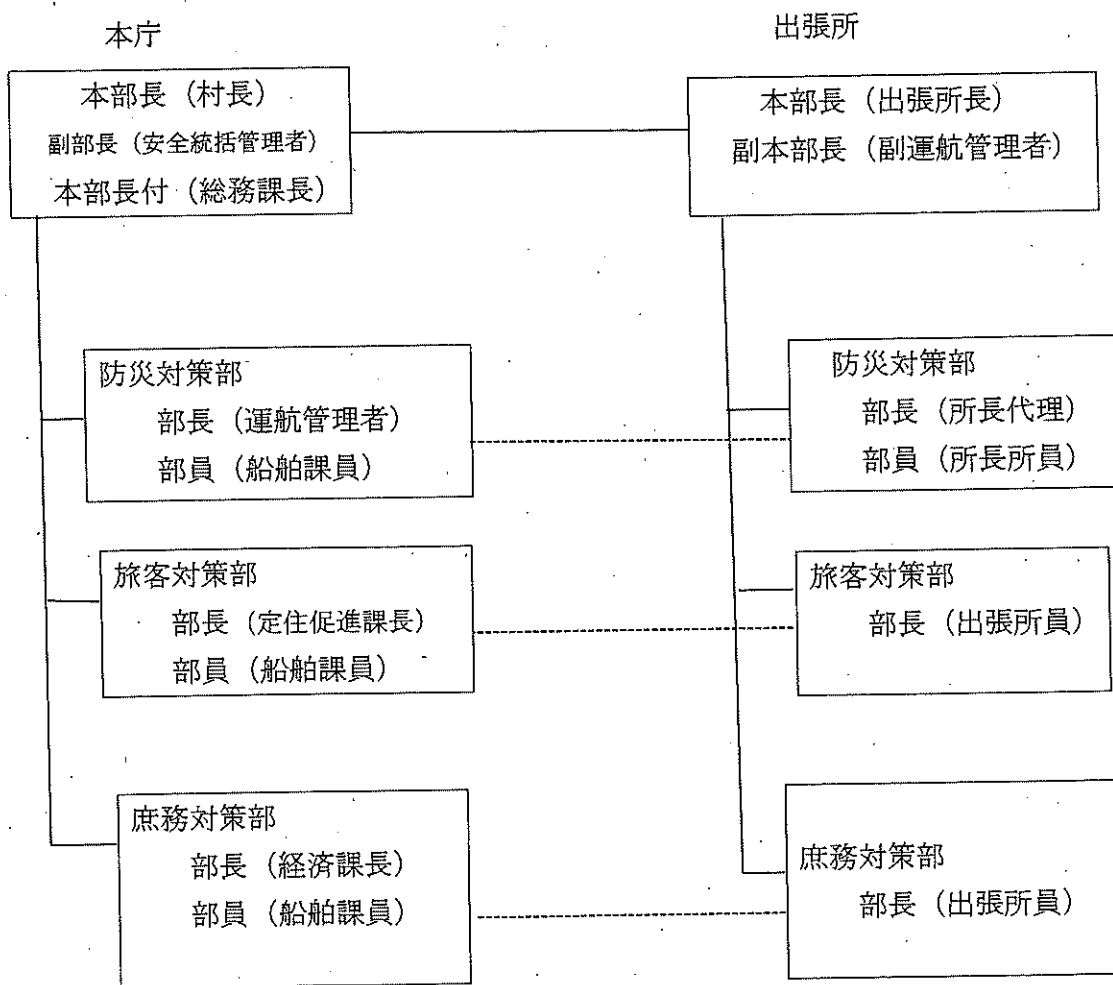 本庁
本部長（村長）
副部長（安全統括管理者）
本部長付（総務課長）
防災対策部
部長（運航管理者）
部員（船舶課員）
旅客対策部
部長（定住促進課長）
部員（船舶課員）
庶務対策部
部長（経済課長）
部員（船舶課員）
出張所
本部長（出張所長）
副本部長（副運航管理者）
防災対策部
部長（所長代理）
部員（所長所員）
旅客対策部
部長（出張所員）
庶務対策部
部長（出張所員）